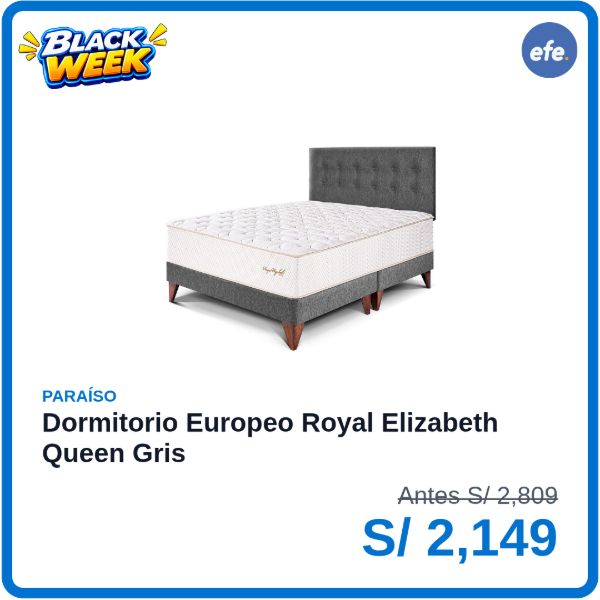 BLACK
WEEK
efe.
PARAÍSO
Dormitorio Europeo Royal Elizabeth
Queen Gris
Antes S/ 2,809
S/ 2,149